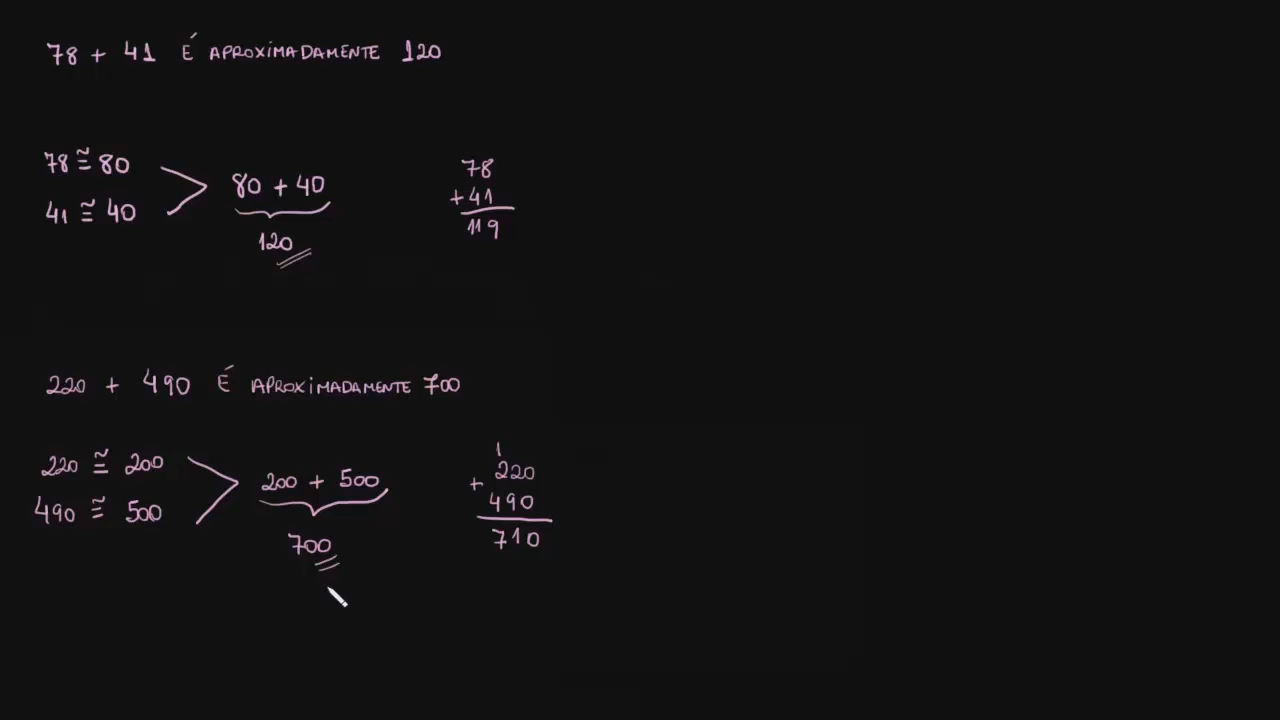 78 + 41 É APROXIMADAMENTE 120
78 ≅ 80
41 ≅ 40
80 + 40
120
78
+ 41
119
220 + 490 É APROXIMADAMENTE 700
220 ≅ 200
490 ≅ 500
200 + 500
700
1
220
+
490
710